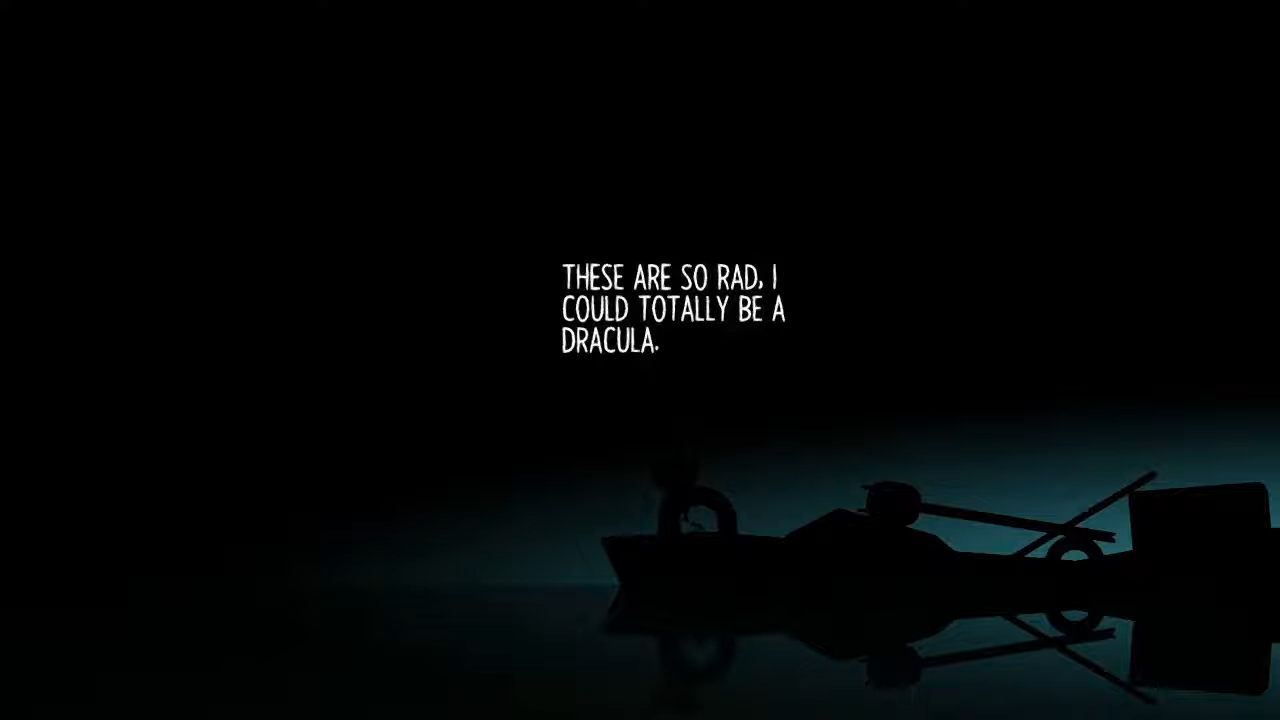 THESE ARE SO RAD, I
COULD TOTALLY BE A
DRACULA.